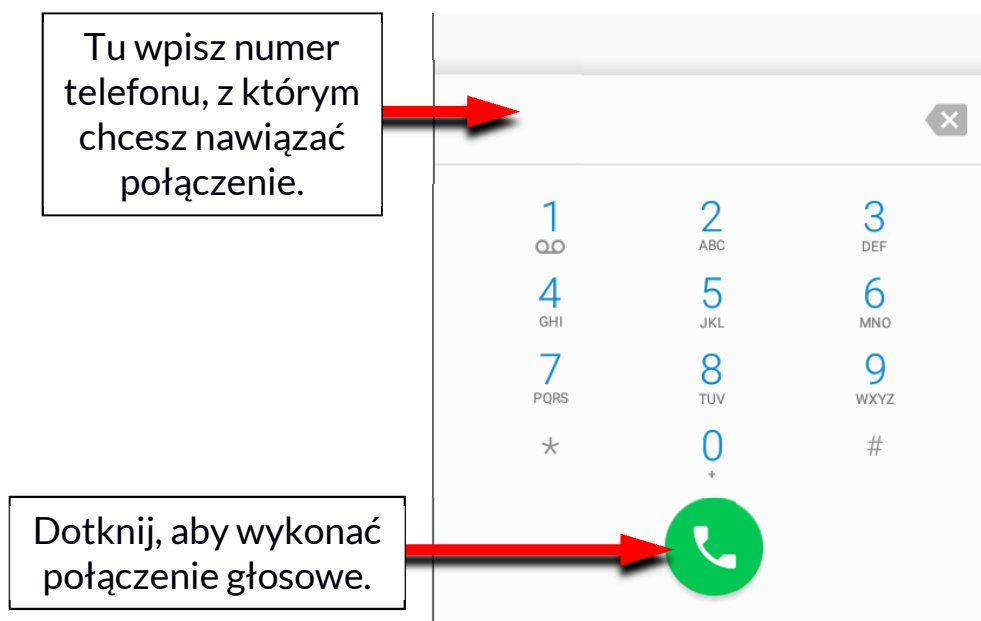 Tu wpisz numer
telefonu, z którym
chcesz nawiązać
połączenie.
1 2 3
ABC DEF
4 5 6
GHI JKL MNO
7 8 9
PQRS TUV WXYZ
* 0 #
+
Dotknij, aby wykonać
połączenie głosowe.